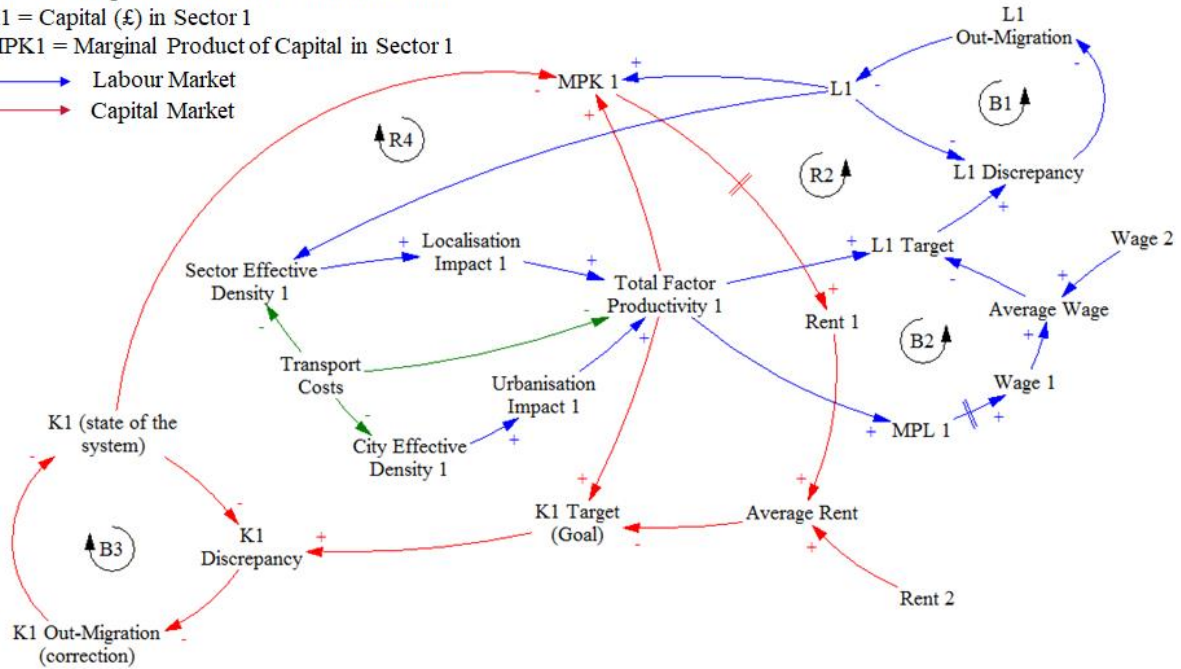 1 = Capital (£) in Sector 1
MPK1 = Marginal Product of Capital in Sector 1
Labour Market
Capital Market
L1
Out-Migration
+
-
MPK 1
-
+
L1
-
B1
R4
-
L1 Discrepancy
+
R2
L1 Target
+
-
Wage 2
+
Sector Effective
Density 1
-
+
Localisation
Impact 1
+
Total Factor
Productivity 1
-
+
Average Wage
+
Rent 1
+
B2
Transport
Costs
-
Urbanisation
Impact 1
+
Wage 1
+
MPL 1
+
City Effective
Density 1
K1 (state of the
system)
-
-
K1 Target
(Goal)
+
-
Average Rent
+
+
K1
Discrepancy
+
B3
Rent 2
K1 Out-Migration
(correction)
-